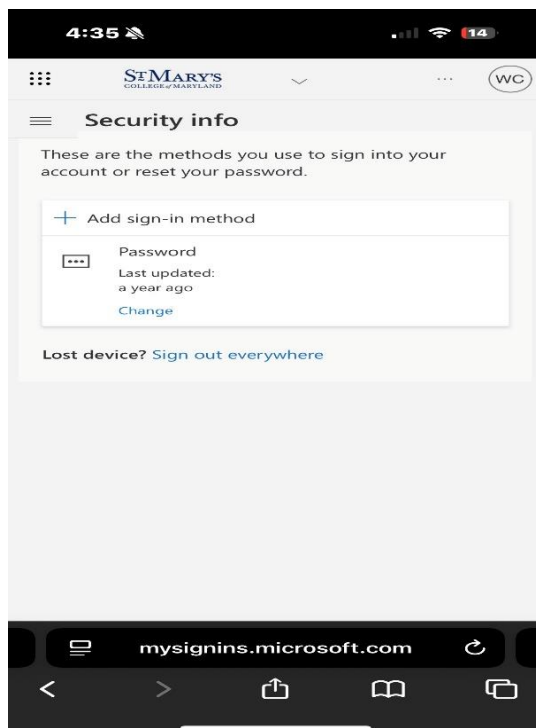 4:35
14
ST MARY'S
COLLEGE of MARYLAND
...
WC
Security info
These are the methods you use to sign into your
account or reset your password.
+ Add sign-in method
Password
Last updated:
a year ago
Change
Lost device? Sign out everywhere
mysignins.microsoft.com